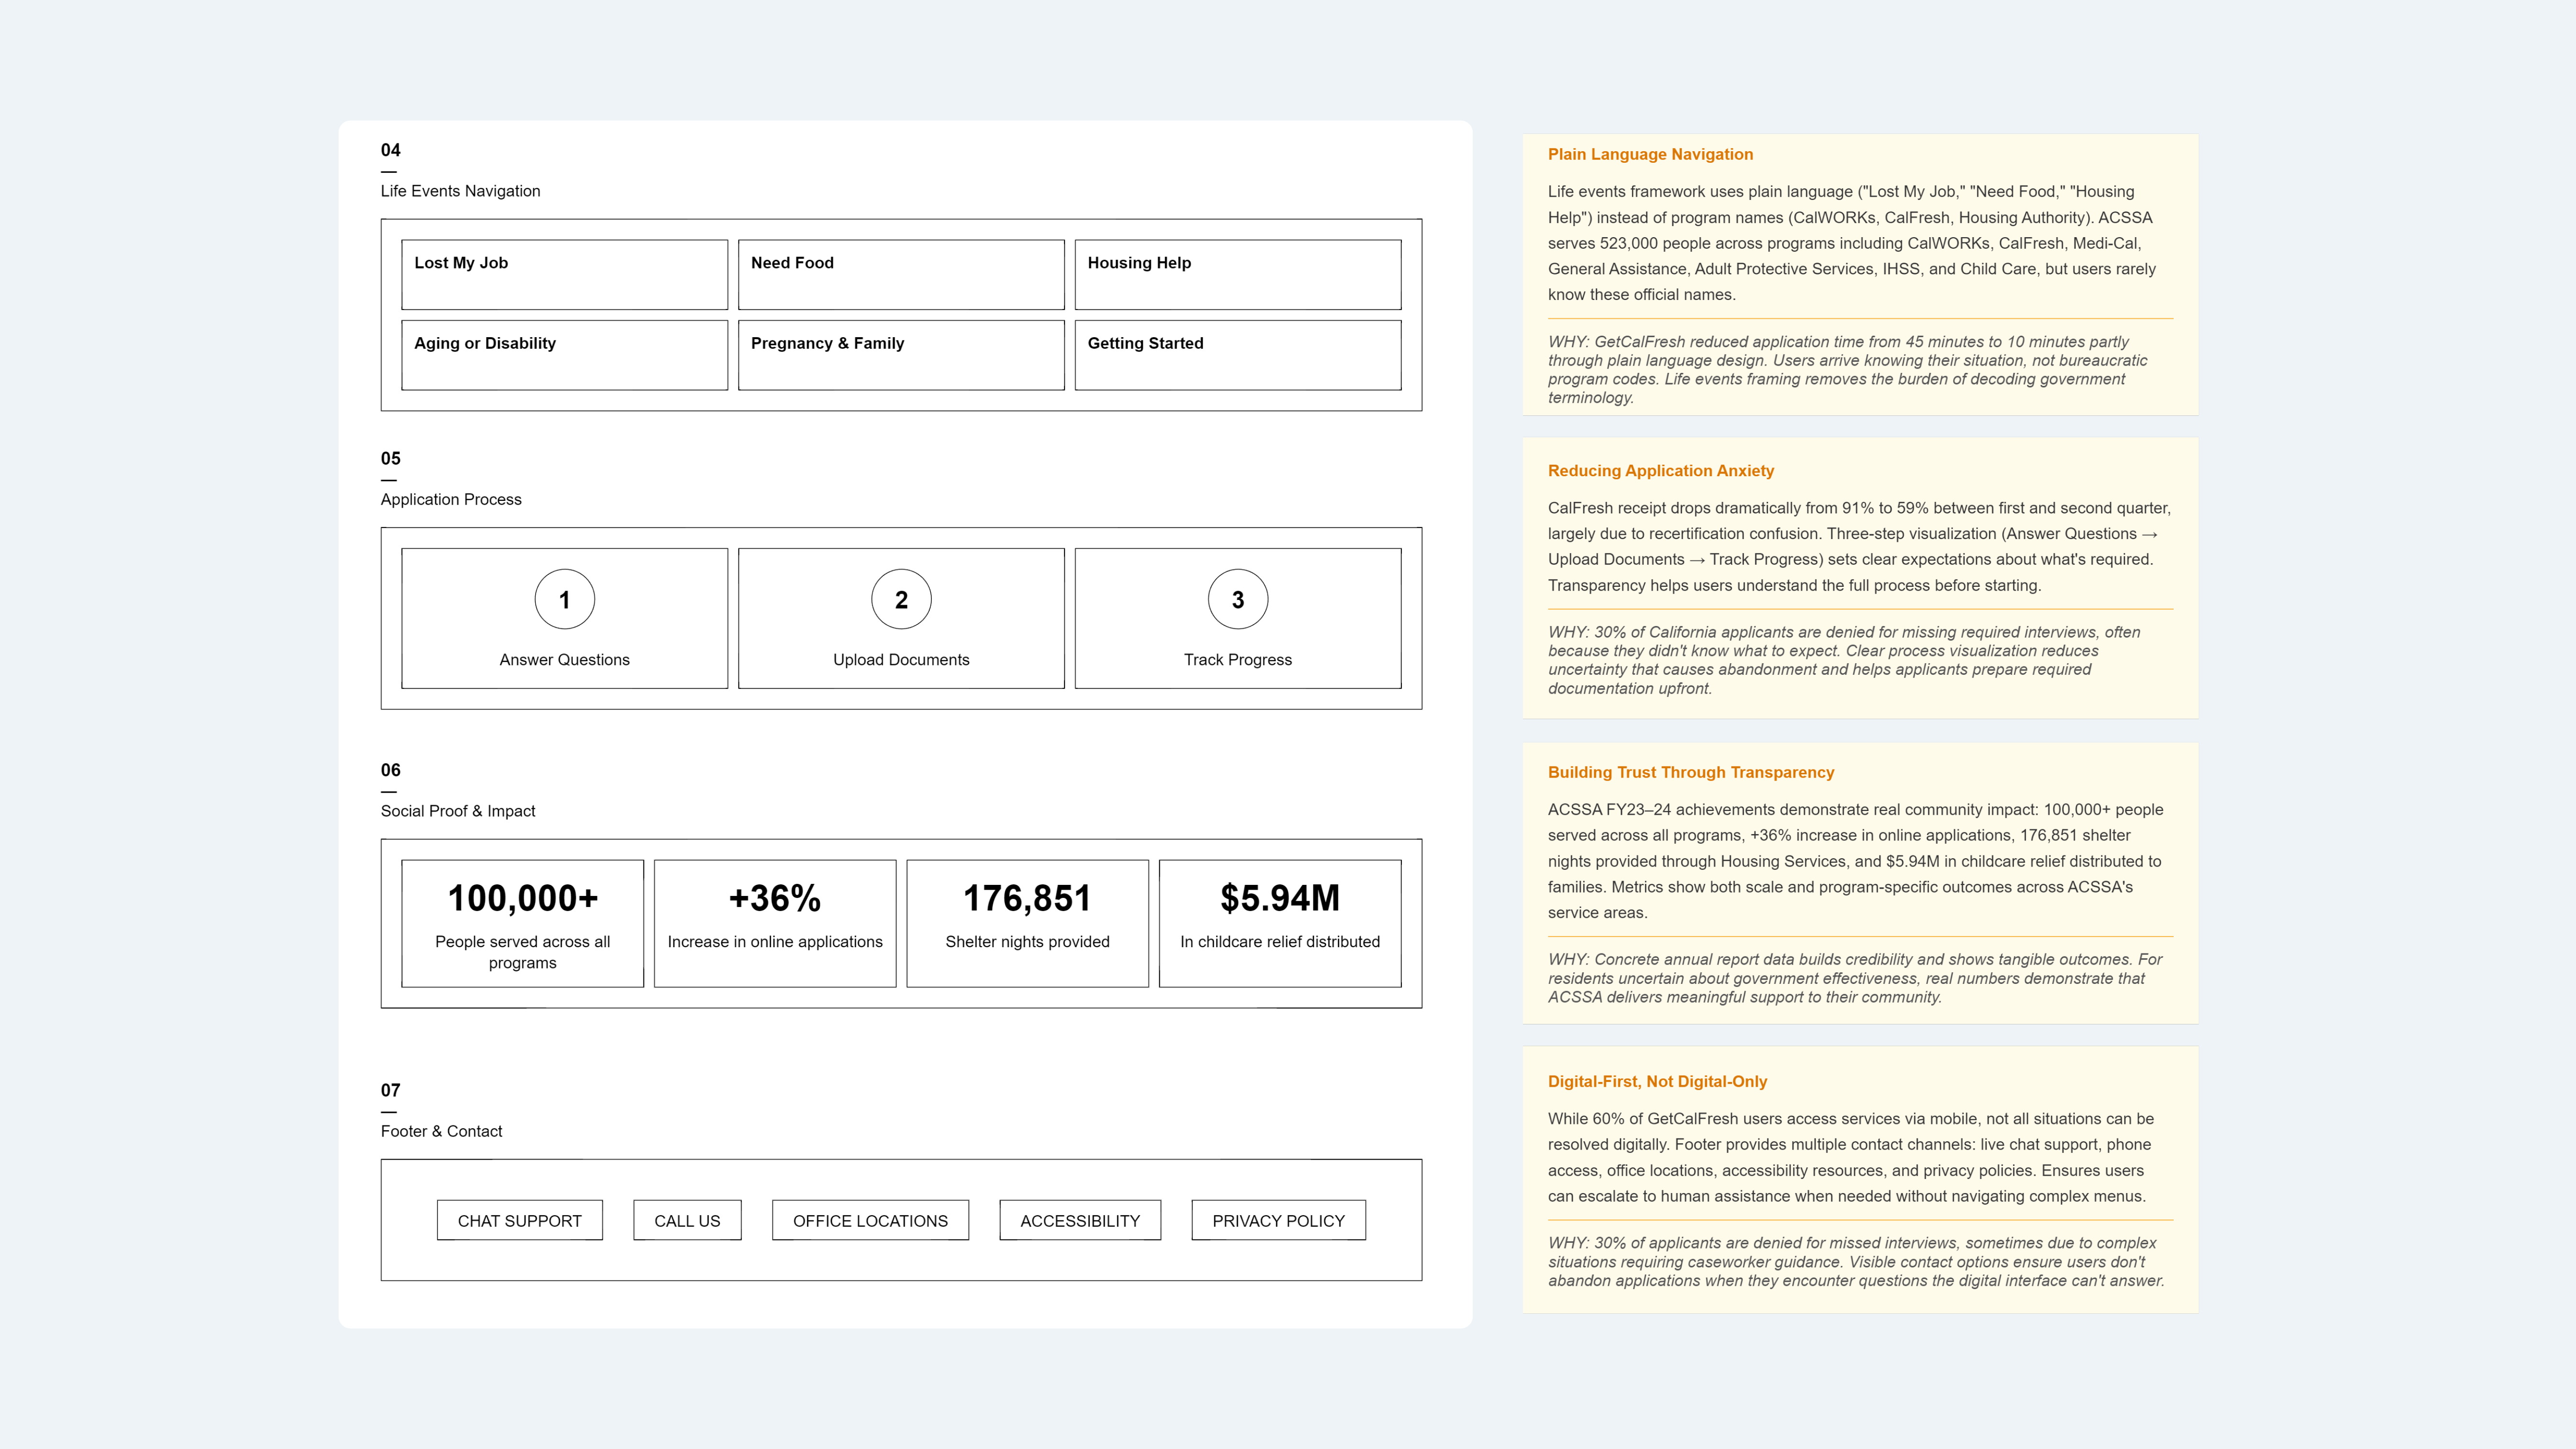 04
—
Life Events Navigation
Lost My Job
Need Food
Housing Help
Aging or Disability
Pregnancy & Family
Getting Started
05
—
Application Process
1
Answer Questions
2
Upload Documents
3
Track Progress
06
—
Social Proof & Impact
100,000+
People served across all
programs
+36%
Increase in online applications
176,851
Shelter nights provided
$5.94M
In childcare relief distributed
07
—
Footer & Contact
CHAT SUPPORT
CALL US
OFFICE LOCATIONS
ACCESSIBILITY
PRIVACY POLICY
Plain Language Navigation
Life events framework uses plain language ("Lost My Job," "Need Food," "Housing
Help") instead of program names (CalWORKs, CalFresh, Housing Authority). ACSSA
serves 523,000 people across programs including CalWORKs, CalFresh, Medi-Cal,
General Assistance, Adult Protective Services, IHSS, and Child Care, but users rarely
know these official names.
WHY: GetCalFresh reduced application time from 45 minutes to 10 minutes partly
through plain language design. Users arrive knowing their situation, not bureaucratic
program codes. Life events framing removes the burden of decoding government
terminology.
Reducing Application Anxiety
CalFresh receipt drops dramatically from 91% to 59% between first and second quarter,
largely due to recertification confusion. Three-step visualization (Answer Questions →
Upload Documents → Track Progress) sets clear expectations about what's required.
Transparency helps users understand the full process before starting.
WHY: 30% of California applicants are denied for missing required interviews, often
because they didn't know what to expect. Clear process visualization reduces
uncertainty that causes abandonment and helps applicants prepare required
documentation upfront.
Building Trust Through Transparency
ACSSA FY23–24 achievements demonstrate real community impact: 100,000+ people
served across all programs, +36% increase in online applications, 176,851 shelter
nights provided through Housing Services, and $5.94M in childcare relief distributed to
families. Metrics show both scale and program-specific outcomes across ACSSA's
service areas.
WHY: Concrete annual report data builds credibility and shows tangible outcomes. For
residents uncertain about government effectiveness, real numbers demonstrate that
ACSSA delivers meaningful support to their community.
Digital-First, Not Digital-Only
While 60% of GetCalFresh users access services via mobile, not all situations can be
resolved digitally. Footer provides multiple contact channels: live chat support, phone
access, office locations, accessibility resources, and privacy policies. Ensures users
can escalate to human assistance when needed without navigating complex menus.
WHY: 30% of applicants are denied for missed interviews, sometimes due to complex
situations requiring caseworker guidance. Visible contact options ensure users don't
abandon applications when they encounter questions the digital interface can't answer.